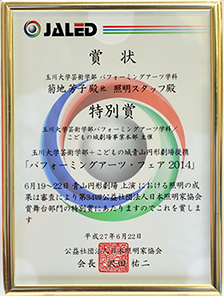 JALED
賞状
玉川大学芸術学部 パフォーミングアーツ学科
菊地 芳子殿他 照明スタッフ殿
特別賞
玉川大学芸術学部パフォーミングアーツ学科
こどもの城劇場事業本部 主催
玉川大学芸術学部＋こどもの城青山円形劇場提携
「パフォーミングアーツ・フェア 2014」
6月19〜22日 青山円形劇場 上演 における照明の成
果は審査により第34回公益社団法人日本照明家協会
賞舞台部門の特別賞にあたりますのでこれを賞しま
す
平成27年6月22日
公益社団法人日本照明家協会
会長 沢田 祐二